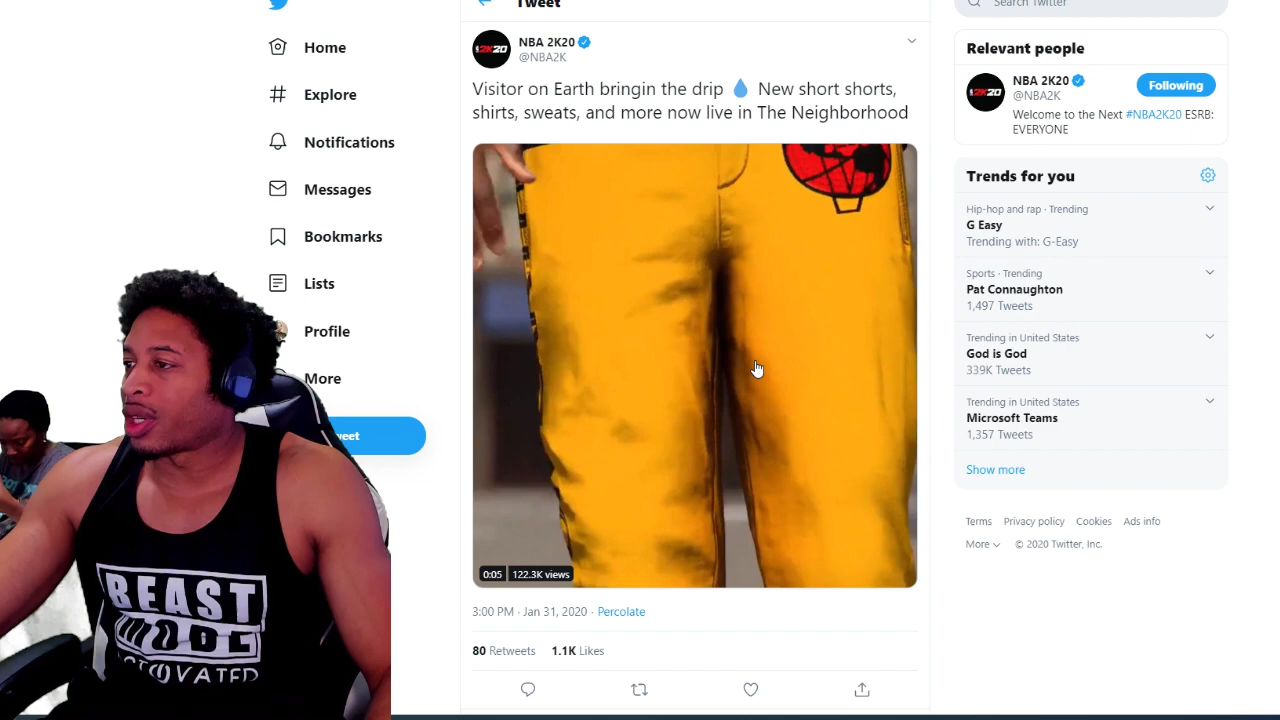 Tweet
Search Twitter
Home
Explore
Notifications
Messages
Bookmarks
Lists
Profile
More
NBA 2K20
@NBA2K
Visitor on Earth bringin the drip 💧 New short shorts,
shirts, sweats, and more now live in The Neighborhood
0:05 122.3K views
3:00 PM · Jan 31, 2020 · Percolate
80 Retweets 1.1K Likes
Relevant people
NBA 2K20
@NBA2K
Following
Welcome to the Next #NBA2K20 ESRB:
EVERYONE
Trends for you
Hip-hop and rap · Trending
G Easy
Trending with: G-Easy
Sports · Trending
Pat Connaughton
1,497 Tweets
Trending in United States
God is God
339K Tweets
Trending in United States
Microsoft Teams
1,357 Tweets
Show more
Terms Privacy policy Cookies Ads info
More © 2020 Twitter, Inc.
2K20
2K20
BEAST
MODE
ACTIVATED